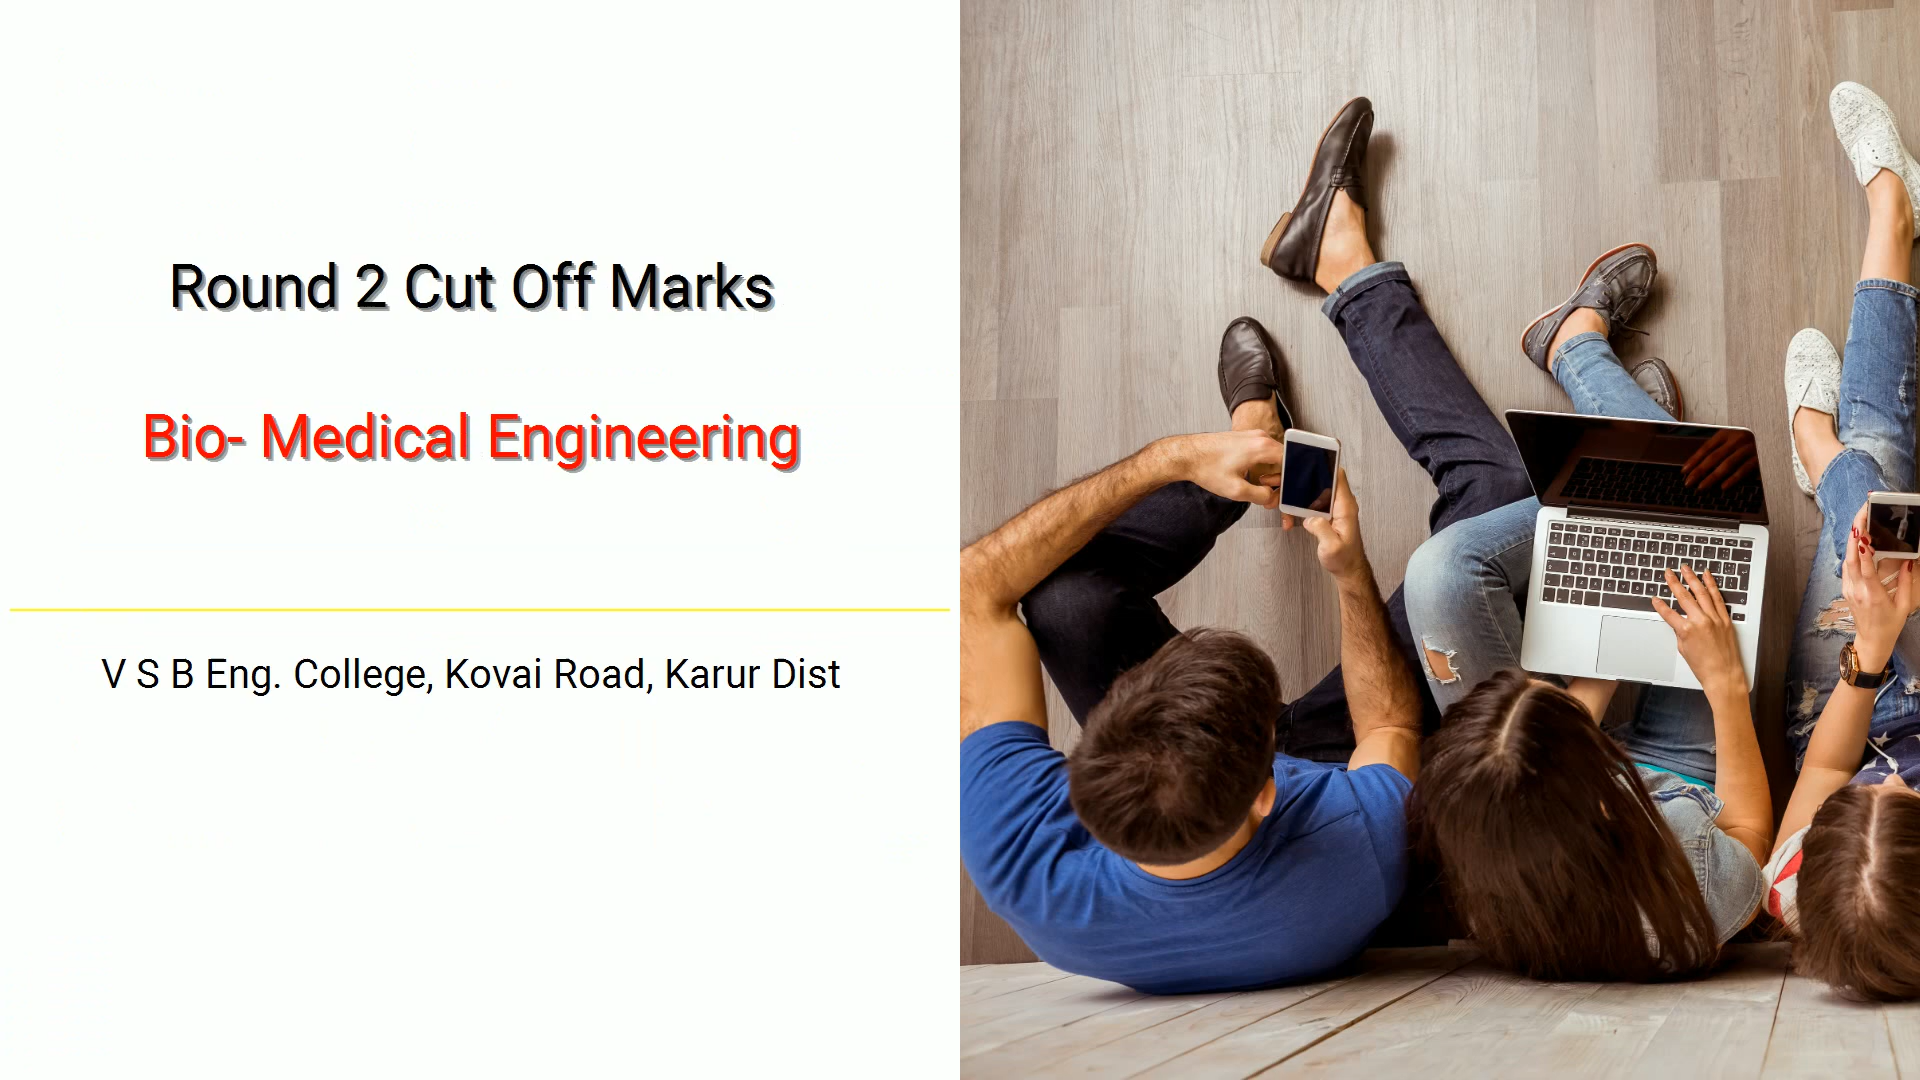 Round 2 Cut Off Marks
Bio- Medical Engineering
V S B Eng. College, Kovai Road, Karur Dist